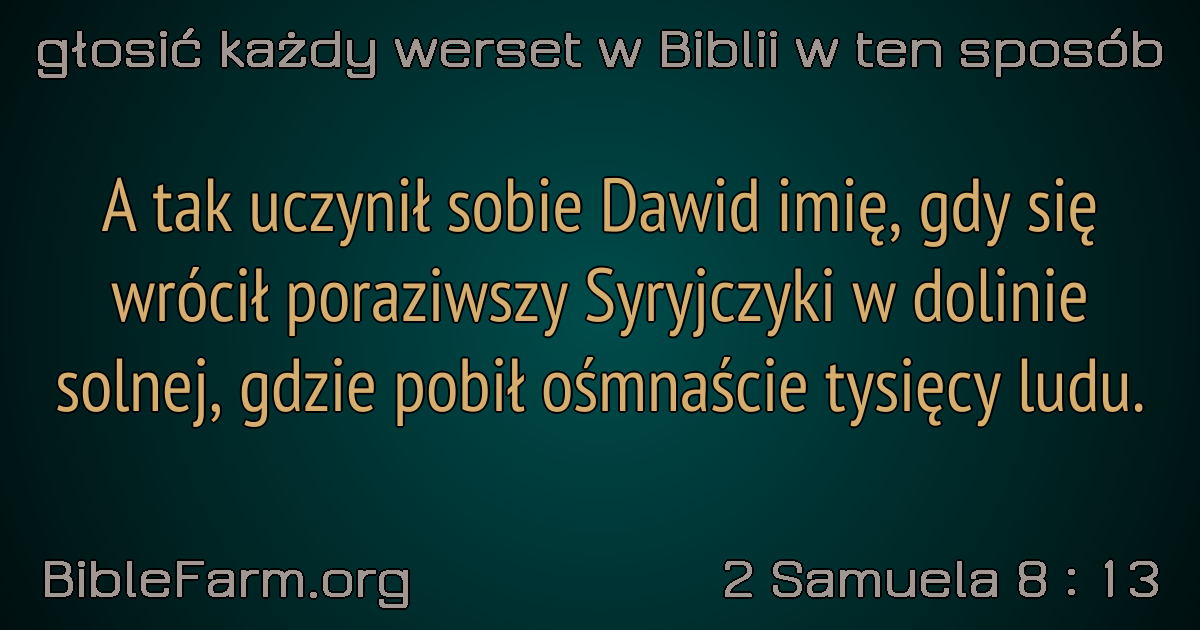 głosić każdy werset w Biblii w ten sposób
A tak uczynił sobie Dawid imię, gdy się
wrócił poraziwszy Syryjczyki w dolinie
solnej, gdzie pobił ośmnaście tysięcy ludu.
BibleFarm.org
2 Samuela 8 : 13